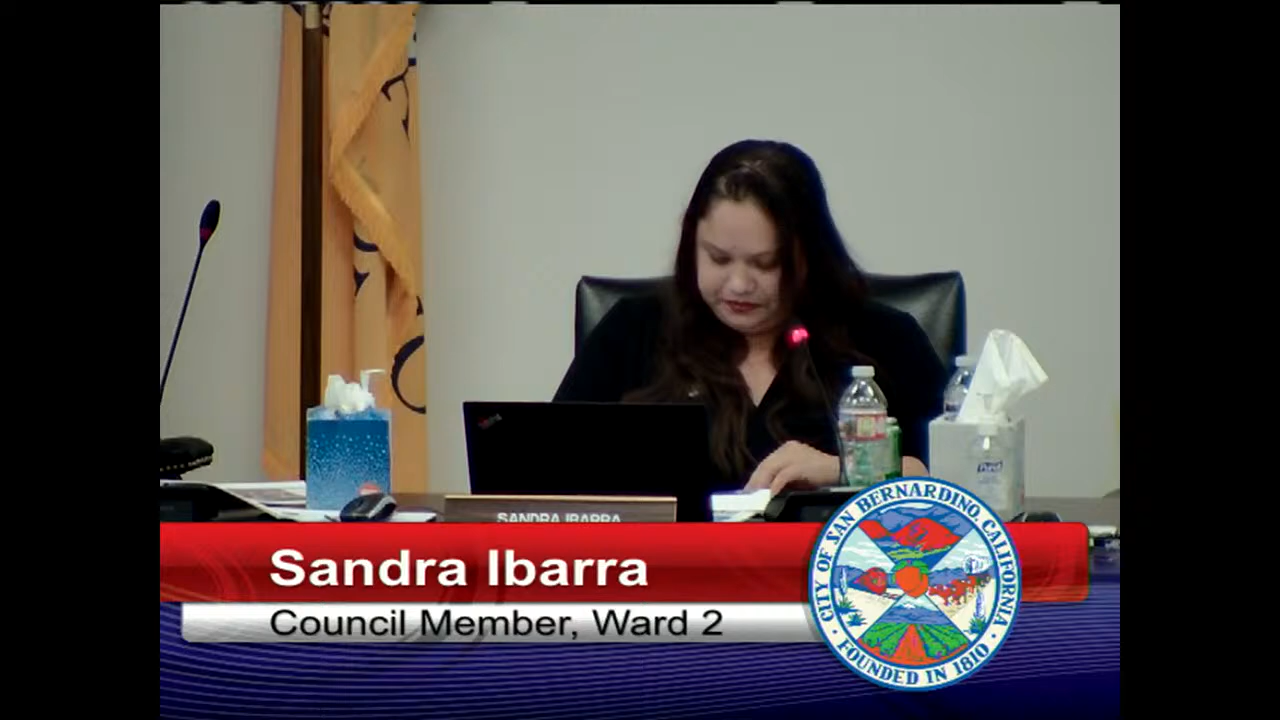 SANDRA IBARRA
Sandra Ibarra
Council Member, Ward 2
CITY OF SAN BERNARDINO, CALIFORNIA
· FOUNDED IN 1810 ·